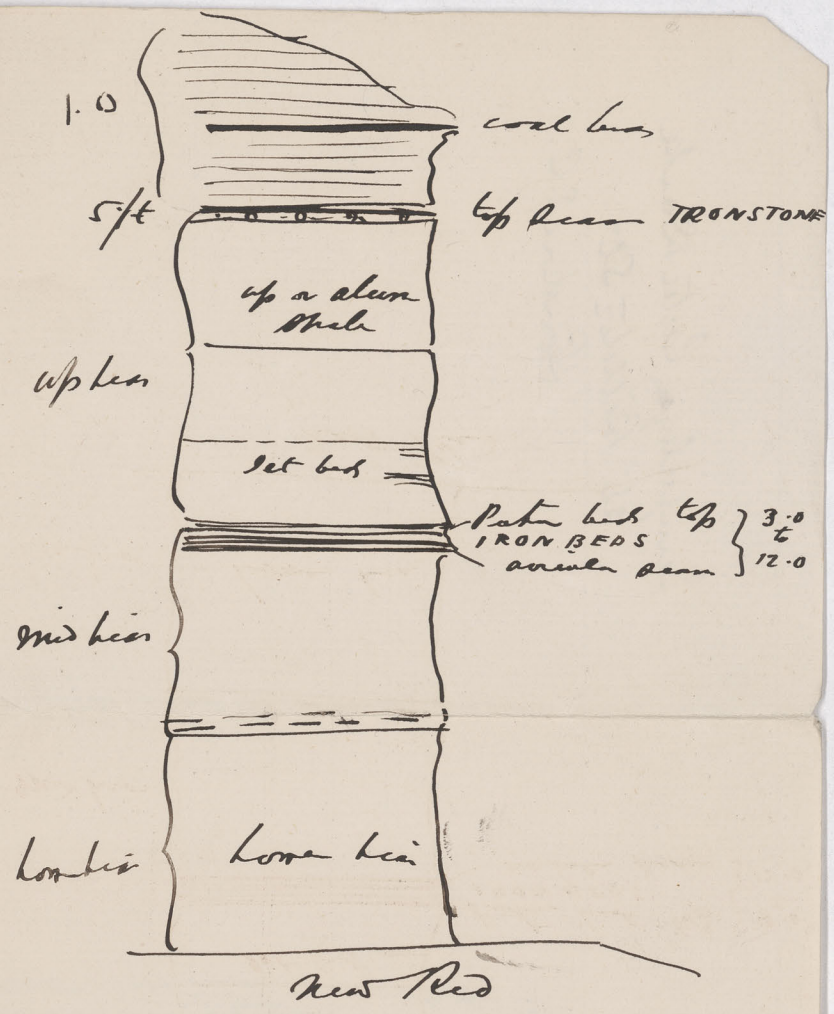 1.0
coal beds
5/ft
top seam IRONSTONE
up or alum
shale
up lias
Jet beds
Pecten beds top } 3.0
IRON BEDS to
avicula seam 12.0
mid lias
Lower lias
Lower lias
New Red